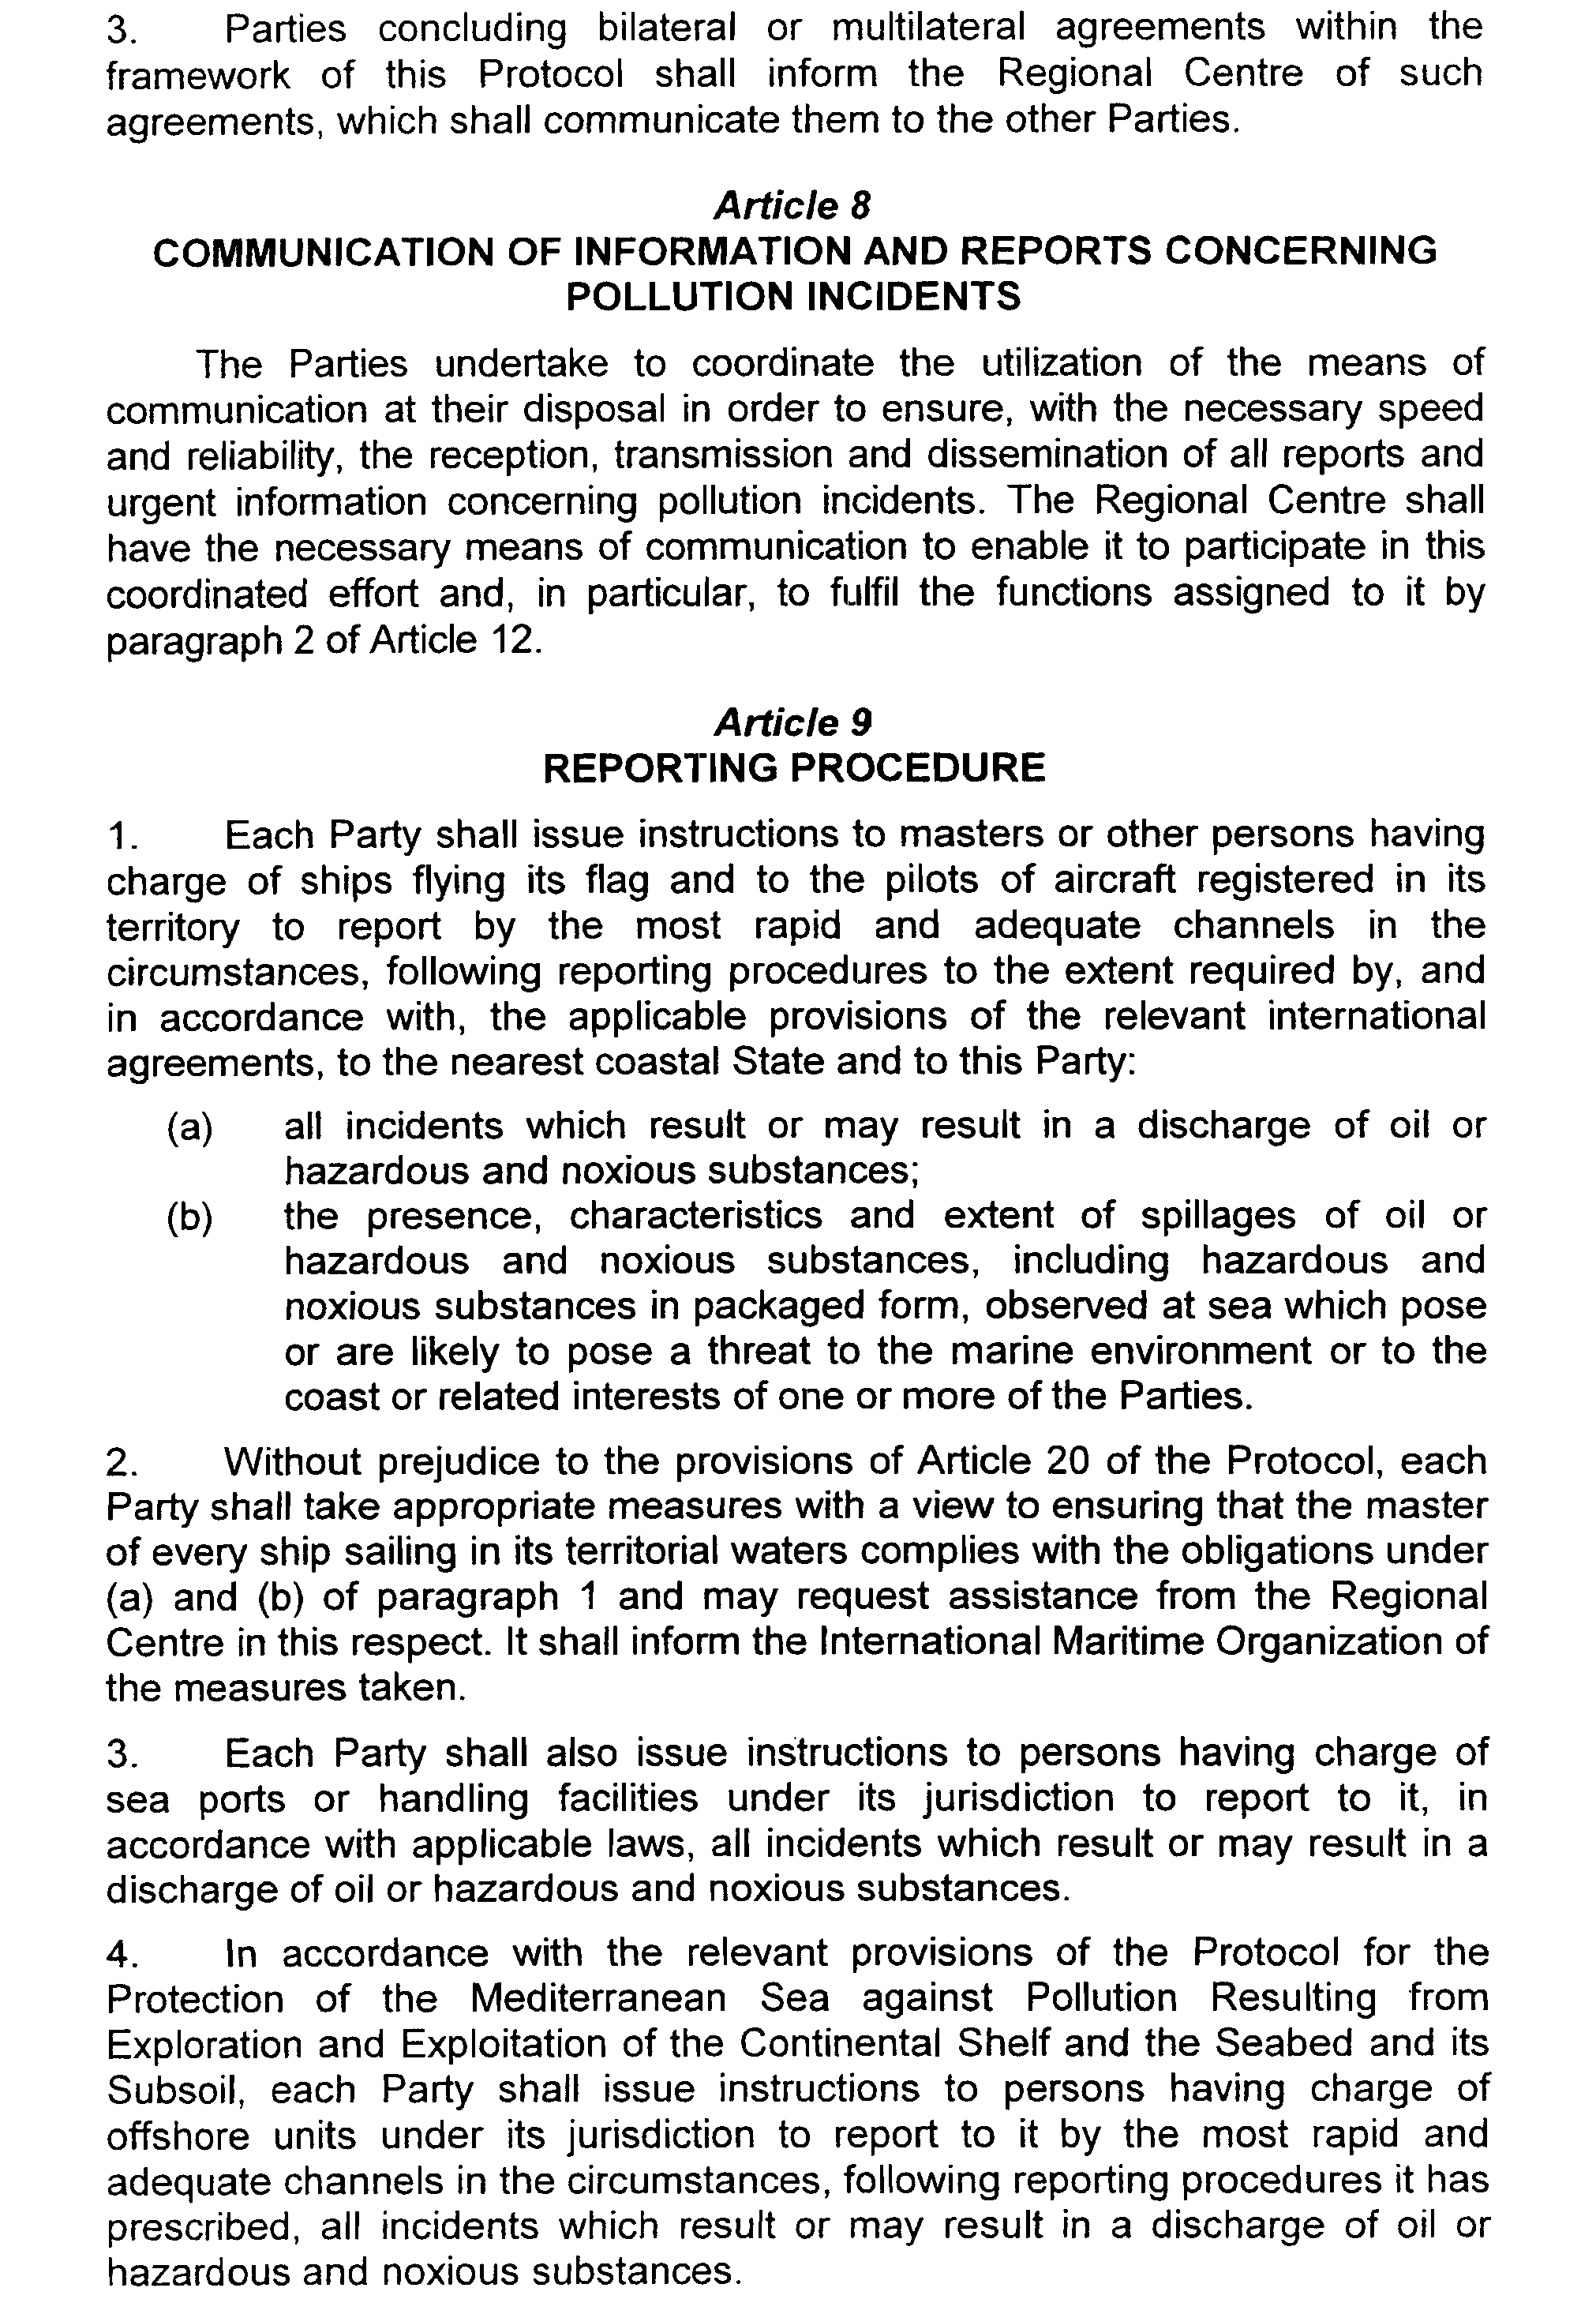 3. Parties concluding bilateral or multilateral agreements within the
framework of this Protocol shall inform the Regional Centre of such
agreements, which shall communicate them to the other Parties.
Article 8
COMMUNICATION OF INFORMATION AND REPORTS CONCERNING
POLLUTION INCIDENTS
The Parties undertake to coordinate the utilization of the means of
communication at their disposal in order to ensure, with the necessary speed
and reliability, the reception, transmission and dissemination of all reports and
urgent information concerning pollution incidents. The Regional Centre shall
have the necessary means of communication to enable it to participate in this
coordinated effort and, in particular, to fulfil the functions assigned to it by
paragraph 2 of Article 12.
Article 9
REPORTING PROCEDURE
1. Each Party shall issue instructions to masters or other persons having
charge of ships flying its flag and to the pilots of aircraft registered in its
territory to report by the most rapid and adequate channels in the
circumstances, following reporting procedures to the extent required by, and
in accordance with, the applicable provisions of the relevant international
agreements, to the nearest coastal State and to this Party:
(a) all incidents which result or may result in a discharge of oil or
hazardous and noxious substances;
(b) the presence, characteristics and extent of spillages of oil or
hazardous and noxious substances, including hazardous and
noxious substances in packaged form, observed at sea which pose
or are likely to pose a threat to the marine environment or to the
coast or related interests of one or more of the Parties.
2. Without prejudice to the provisions of Article 20 of the Protocol, each
Party shall take appropriate measures with a view to ensuring that the master
of every ship sailing in its territorial waters complies with the obligations under
(a) and (b) of paragraph 1 and may request assistance from the Regional
Centre in this respect. It shall inform the International Maritime Organization of
the measures taken.
3. Each Party shall also issue instructions to persons having charge of
sea ports or handling facilities under its jurisdiction to report to it, in
accordance with applicable laws, all incidents which result or may result in a
discharge of oil or hazardous and noxious substances.
4. In accordance with the relevant provisions of the Protocol for the
Protection of the Mediterranean Sea against Pollution Resulting from
Exploration and Exploitation of the Continental Shelf and the Seabed and its
Subsoil, each Party shall issue instructions to persons having charge of
offshore units under its jurisdiction to report to it by the most rapid and
adequate channels in the circumstances, following reporting procedures it has
prescribed, all incidents which result or may result in a discharge of oil or
hazardous and noxious substances.